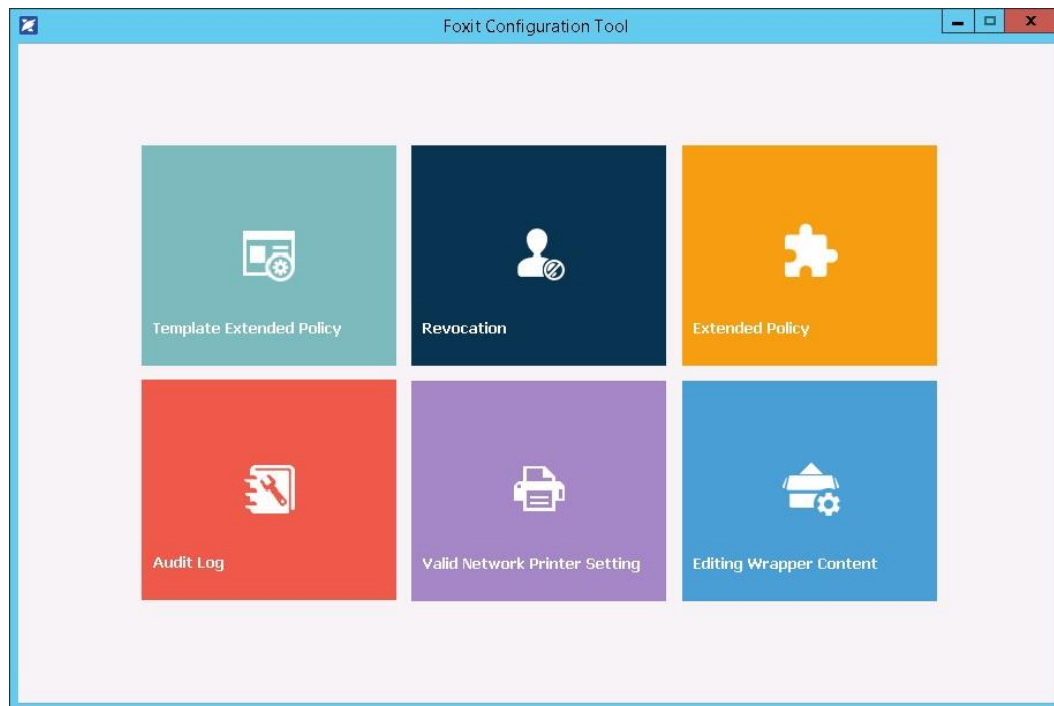 Foxit Configuration Tool
Template Extended Policy
Revocation
Extended Policy
Audit Log
Valid Network Printer Setting
Editing Wrapper Content